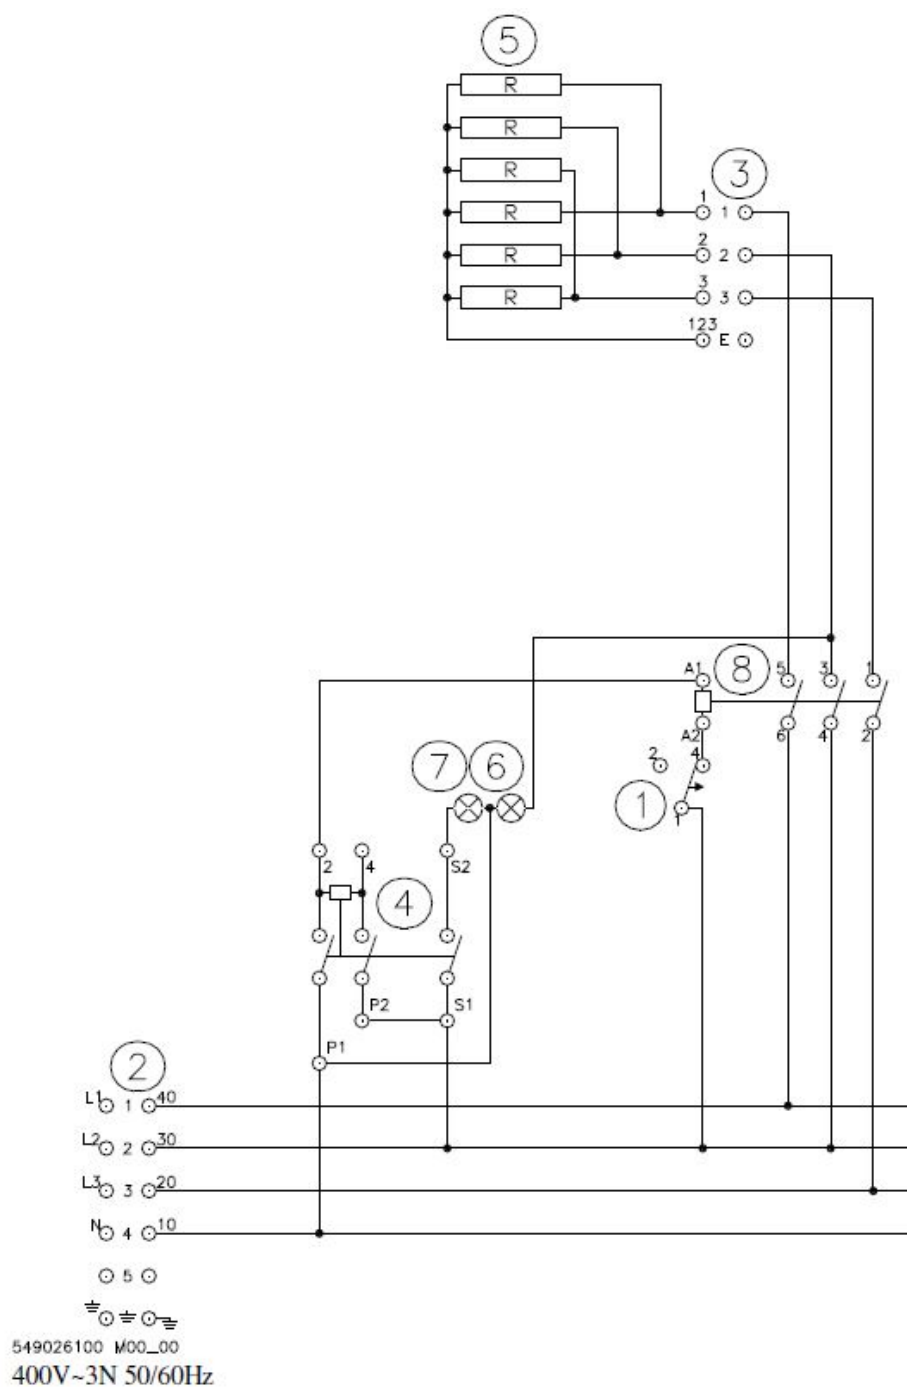 5
R
R
R 3
1
R 1
2
R 2
3
R 3
123 E
A1 8 5 3 1
A2 6 4 2
7 6 2 4
1 1
2 4 S2
4
P2 S1
P1
2
L1 1 40
L2 2 30
L3 3 20
N 4 10
5
549026100 M00_00
400V~3N 50/60Hz